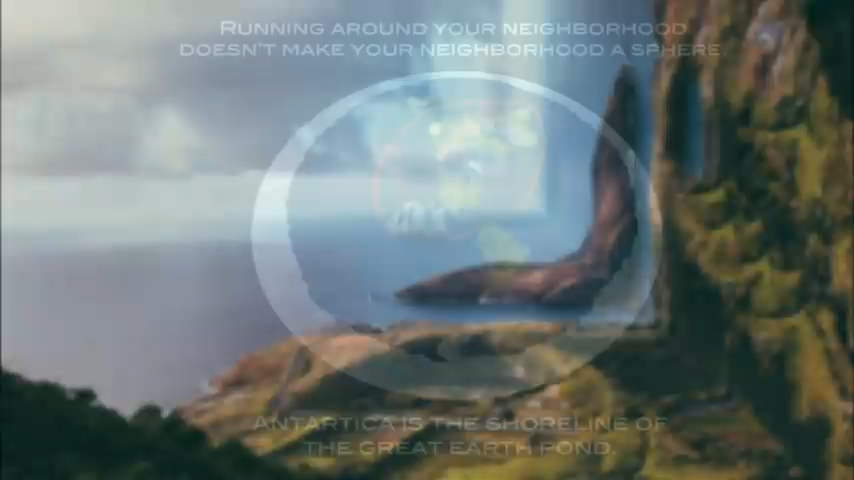 RUNNING AROUND YOUR NEIGHBORHOOD
DOESN'T MAKE YOUR NEIGHBORHOOD A SPHERE.
ANTARTICA IS THE SHORELINE OF
THE GREAT EARTH POND.